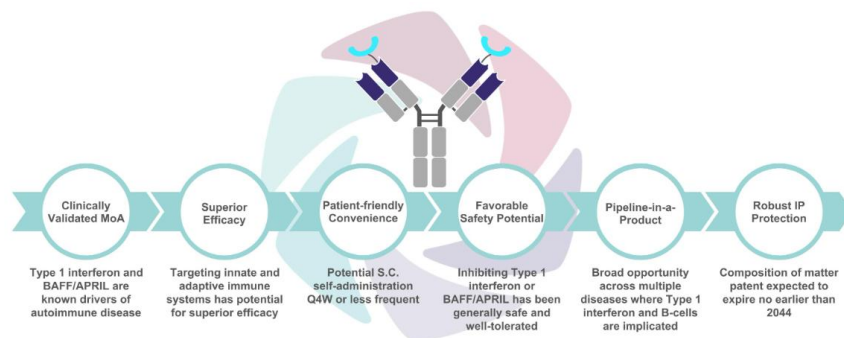 Clinically
Validated MoA
Superior
Efficacy
Patient-friendly
Convenience
Favorable
Safety Potential
Pipeline-in-a-
Product
Robust IP
Protection
Type 1 interferon and
BAFF/APRIL are
known drivers of
autoimmune disease
Targeting innate and
adaptive immune
systems has potential
for superior efficacy
Potential S.C.
self-administration
Q4W or less frequent
Inhibiting Type 1
interferon or
BAFF/APRIL has been
generally safe and
well-tolerated
Broad opportunity
across multiple
diseases where Type 1
interferon and B-cells
are implicated
Composition of matter
patent expected to
expire no earlier than
2044